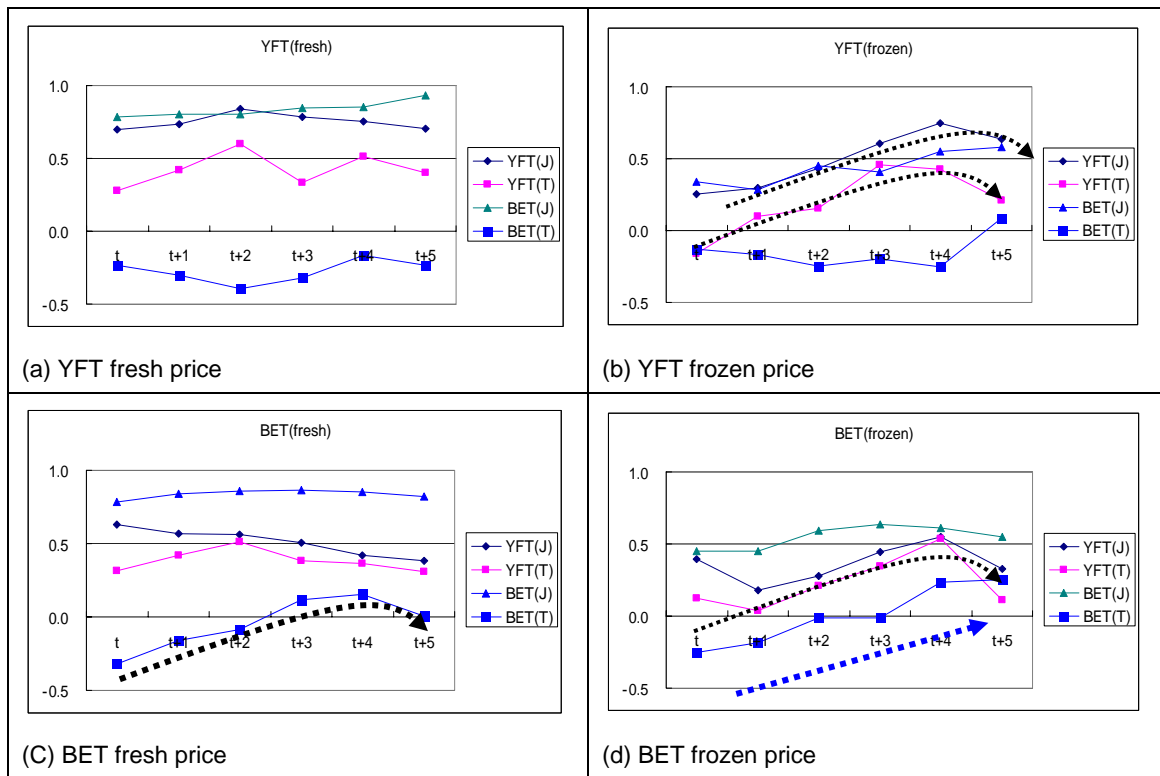 YFT(fresh)
1.0
0.5
0.0
-0.5
t t+1 t+2 t+3 t+4 t+5
YFT(J)
YFT(T)
BET(J)
BET(T)
(a) YFT fresh price
YFT(frozen)
1.0
0.5
0.0
-0.5
t t+1 t+2 t+3 t+4 t+5
YFT(J)
YFT(T)
BET(J)
BET(T)
(b) YFT frozen price
BET(fresh)
1.0
0.5
0.0
-0.5
t t+1 t+2 t+3 t+4 t+5
YFT(J)
YFT(T)
BET(J)
BET(T)
(C) BET fresh price
BET(frozen)
1.0
0.5
0.0
-0.5
t t+1 t+2 t+3 t+4 t+5
YFT(J)
YFT(T)
BET(J)
BET(T)
(d) BET frozen price